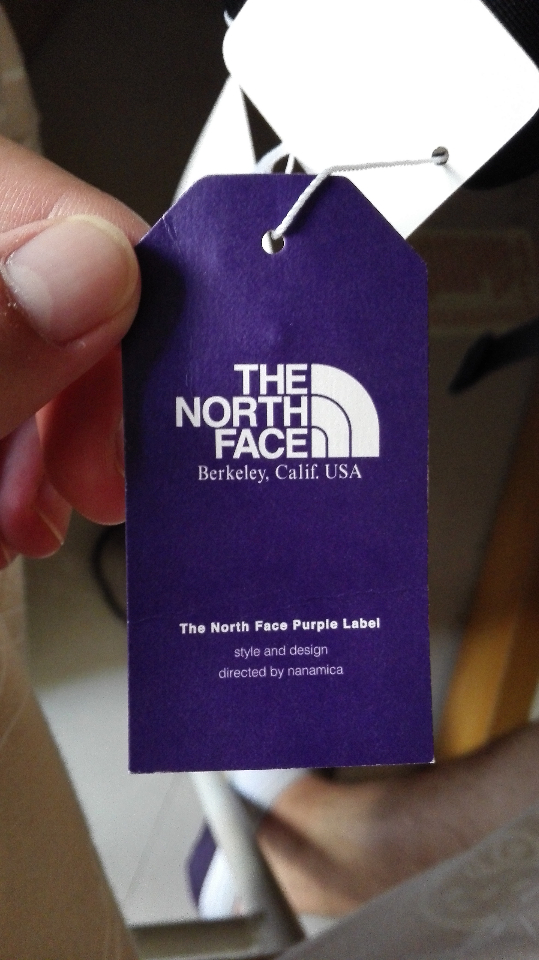 THE
NORTH
FACE
Berkeley, Calif. USA
The North Face Purple Label
style and design
directed by nanamica